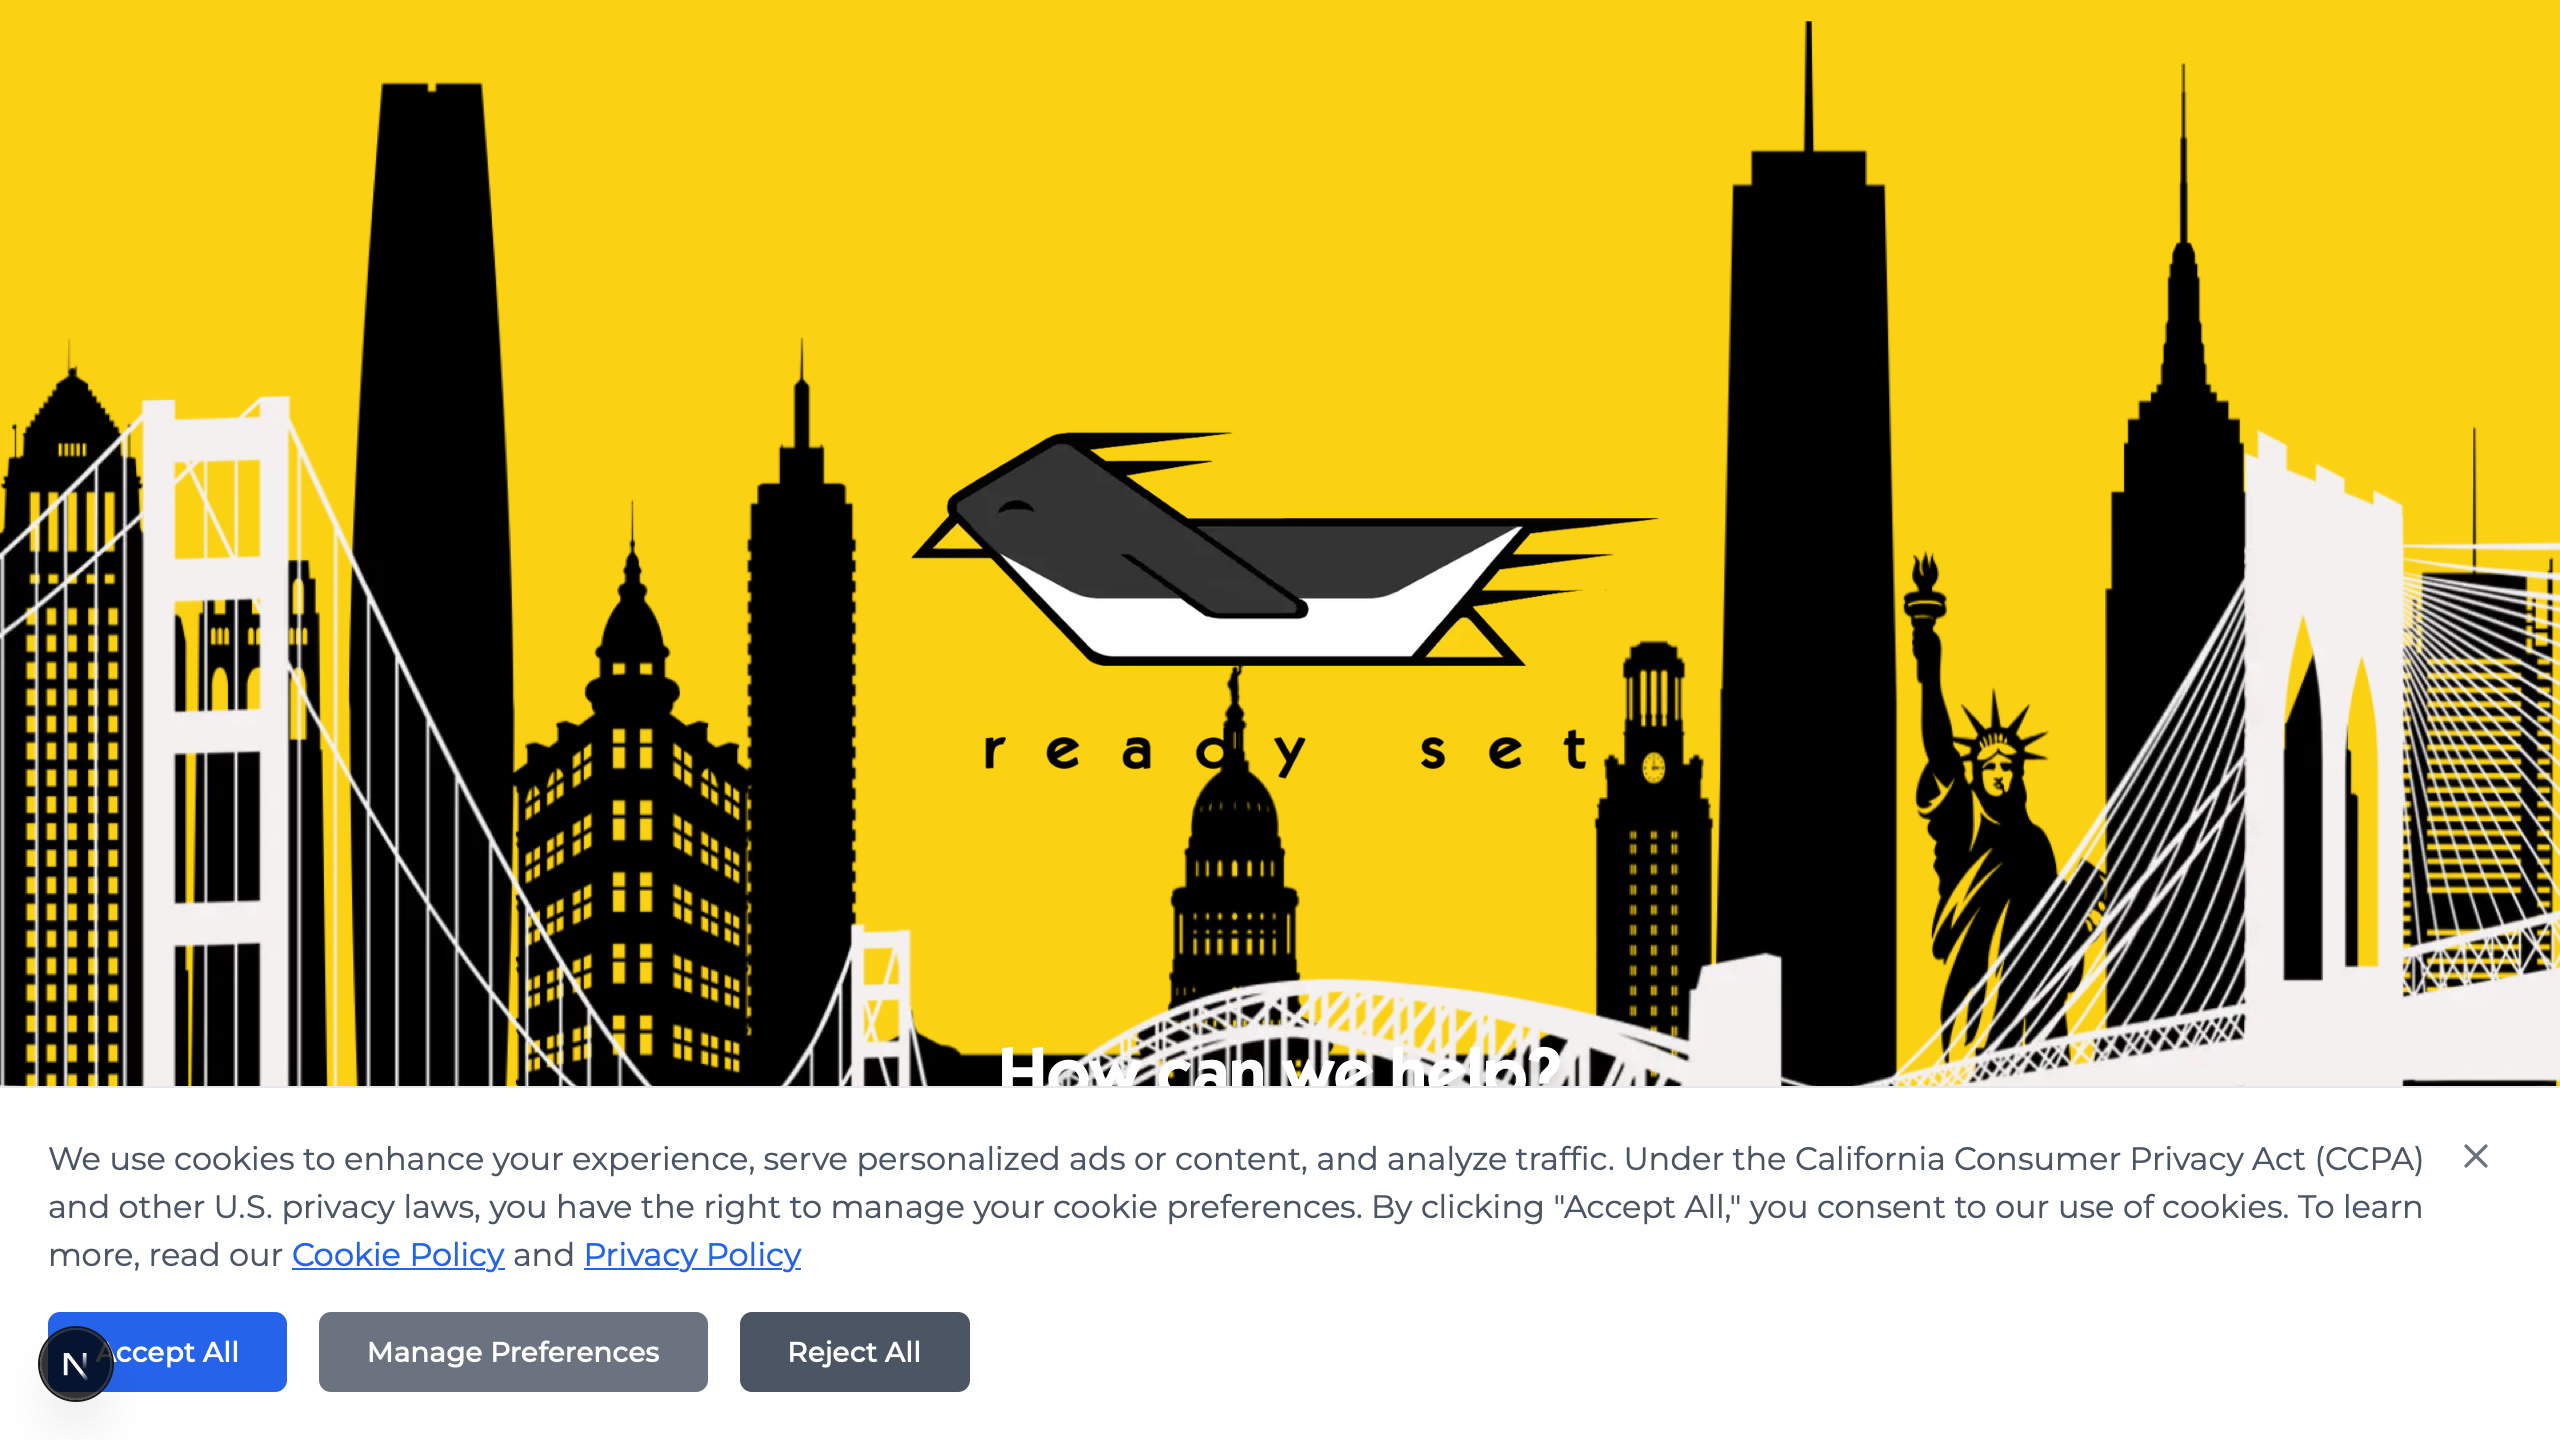 ready set
How can we help?
We use cookies to enhance your experience, serve personalized ads or content, and analyze traffic. Under the California Consumer Privacy Act (CCPA)
and other U.S. privacy laws, you have the right to manage your cookie preferences. By clicking "Accept All," you consent to our use of cookies. To learn
more, read our Cookie Policy and Privacy Policy
Accept All Manage Preferences Reject All
N